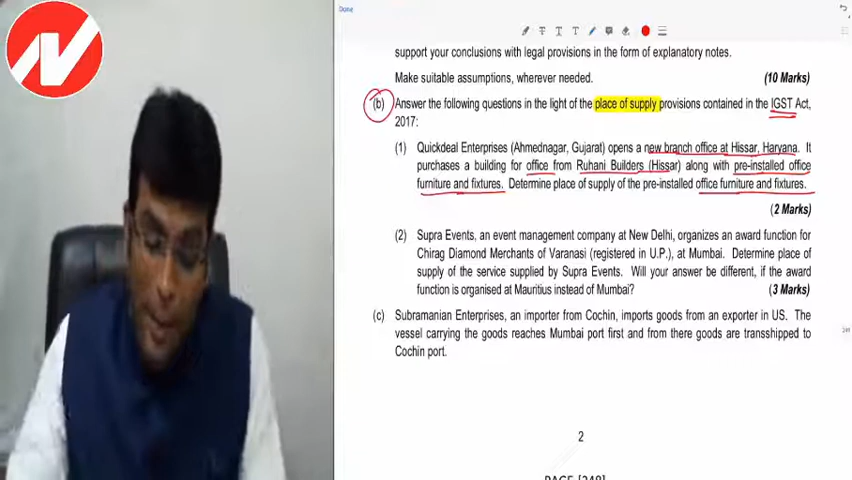 Done
support your conclusions with legal provisions in the form of explanatory notes.
Make suitable assumptions, wherever needed. (10 Marks)
(b) Answer the following questions in the light of the place of supply provisions contained in the IGST Act,
2017:
(1) Quickdeal Enterprises (Ahmednagar, Gujarat) opens a new branch office at Hissar, Haryana. It
purchases a building for office from Ruhani Builders (Hissar) along with pre-installed office
furniture and fixtures. Determine place of supply of the pre-installed office furniture and fixtures.
(2 Marks)
(2) Supra Events, an event management company at New Delhi, organizes an award function for
Chirag Diamond Merchants of Varanasi (registered in U.P.), at Mumbai. Determine place of
supply of the service supplied by Supra Events. Will your answer be different, if the award
function is organised at Mauritius instead of Mumbai? (3 Marks)
(c) Subramanian Enterprises, an importer from Cochin, imports goods from an exporter in US. The
vessel carrying the goods reaches Mumbai port first and from there goods are transshipped to
Cochin port.
2